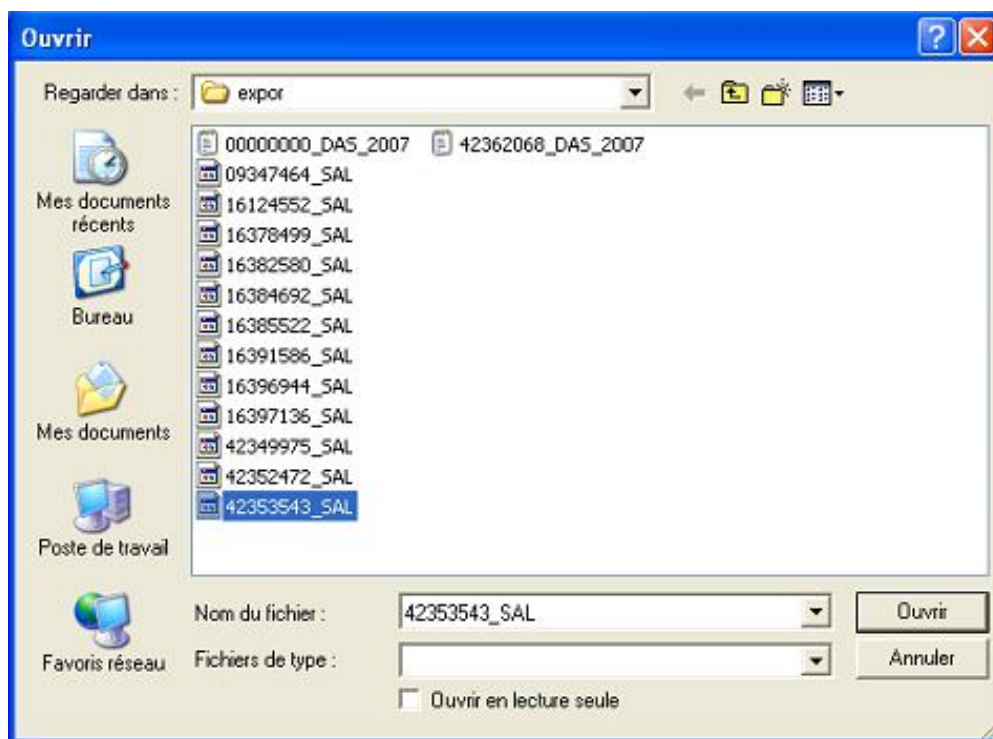 Ouvrir
Regarder dans :
expor
Mes documents
récents
Bureau
Mes documents
Poste de travail
Favoris réseau
00000000_DAS_2007
09347464_SAL
16124552_SAL
16378499_SAL
16382580_SAL
16384692_SAL
16385522_SAL
16391586_SAL
16396944_SAL
16397136_SAL
42349975_SAL
42352472_SAL
42353543_SAL
42362068_DAS_2007
Nom du fichier :
42353543_SAL
Ouvrir
Fichiers de type :
Annuler
Ouvrir en lecture seule